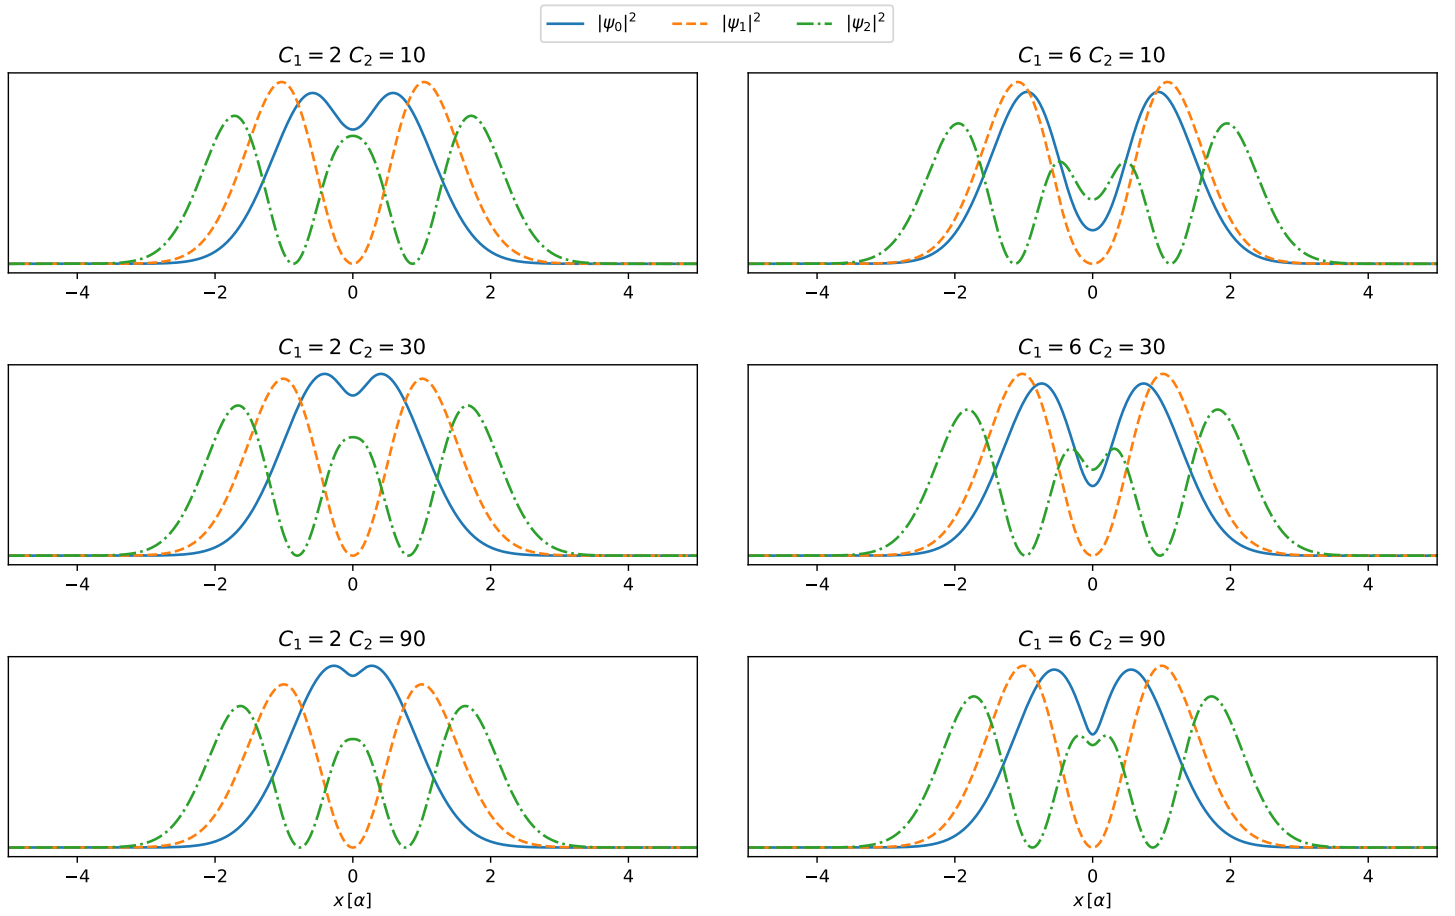 |ψ₀|² |ψ₁|² |ψ₂|²
C₁ = 2 C₂ = 10
−4 −2 0 2 4
C₁ = 6 C₂ = 10
−4 −2 0 2 4
C₁ = 2 C₂ = 30
−4 −2 0 2 4
C₁ = 6 C₂ = 30
−4 −2 0 2 4
C₁ = 2 C₂ = 90
−4 −2 0 2 4
x [α]
C₁ = 6 C₂ = 90
−4 −2 0 2 4
x [α]